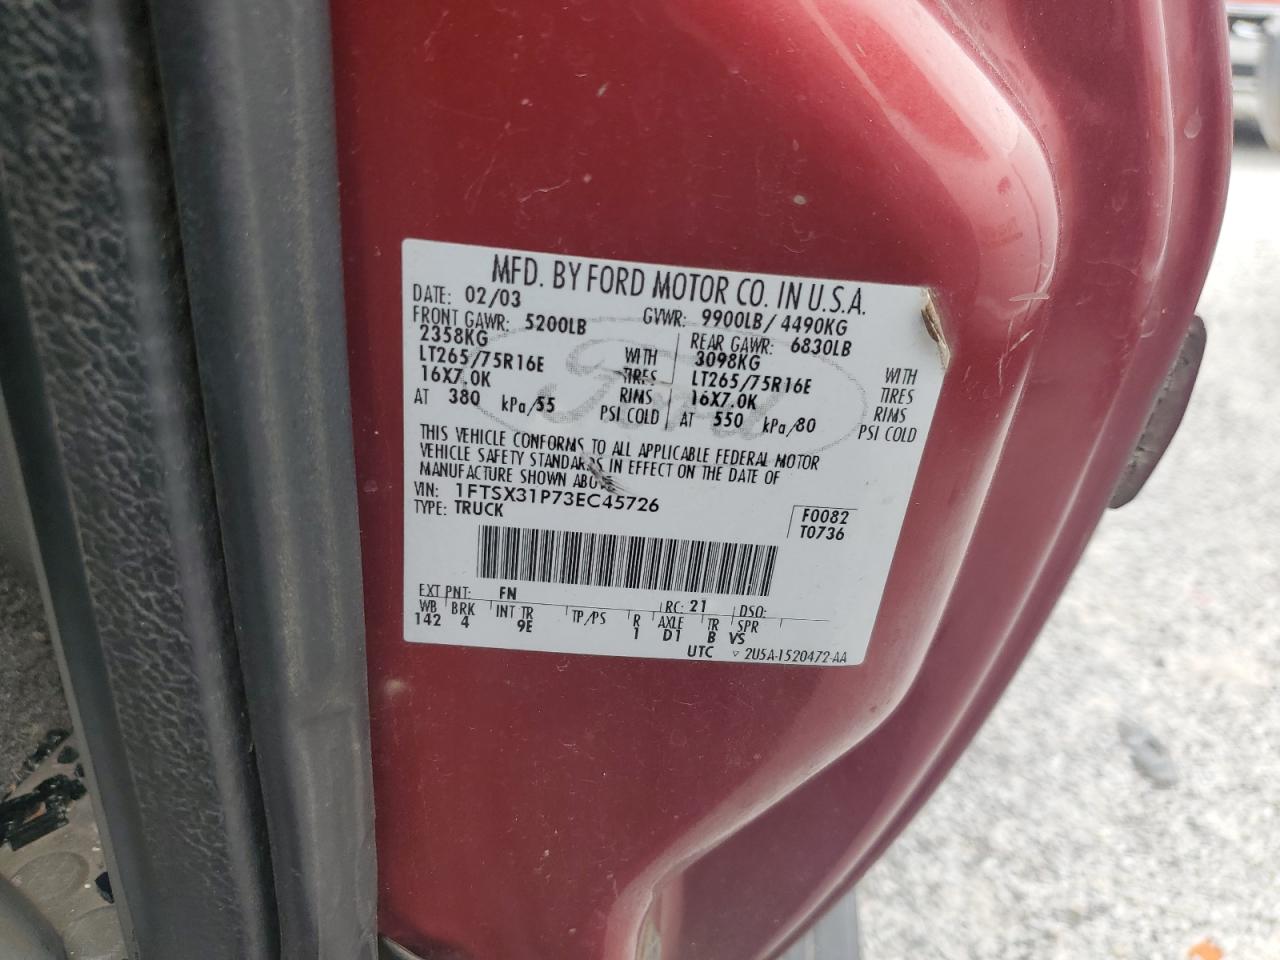 MFD. BY FORD MOTOR CO. IN U.S.A.
DATE: 02/03 GVWR: 9900LB/4490KG
FRONT GAWR: 5200LB REAR GAWR: 6830LB
2358KG WITH 3098KG WITH
LT265/75R16E TIRES LT265/75R16E TIRES
16X7.0K RIMS 16X7.0K RIMS
AT 380 kPa/55 PSI COLD AT 550 kPa/80 PSI COLD
THIS VEHICLE CONFORMS TO ALL APPLICABLE FEDERAL MOTOR
VEHICLE SAFETY STANDARDS IN EFFECT ON THE DATE OF
MANUFACTURE SHOWN ABOVE
VIN: 1FTSX31P73EC45726
TYPE: TRUCK
F0082
T0736
EXT PNT: FN RC: 21 DSO:
WB BRK INT TR TP/PS R AXLE TR SPR
142 4 9E 1 D1 B VS
UTC ▽ 2U5A-1520472-AA
Ford